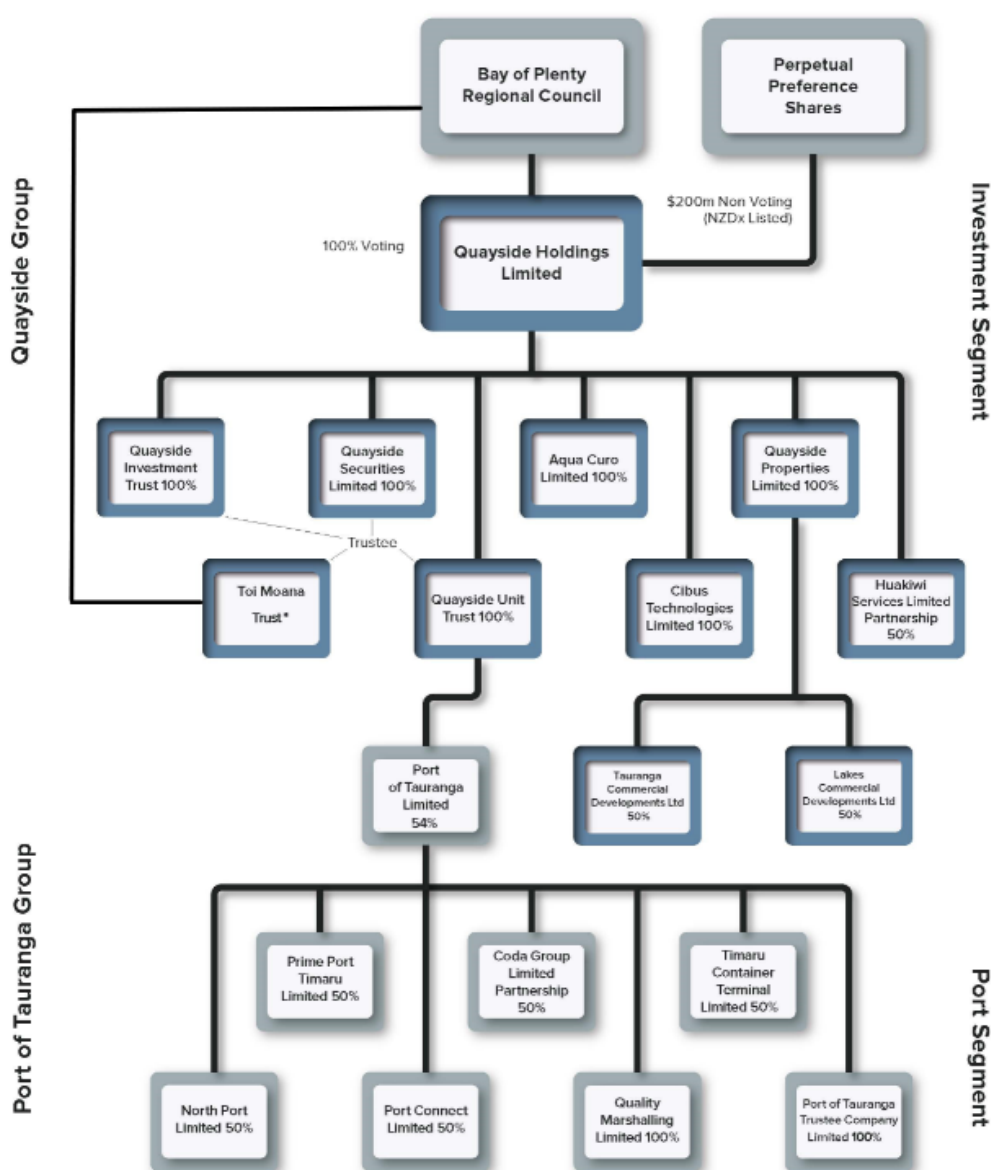 Bay of Plenty
Regional Council
Perpetual
Preference
Shares
Quayside Group
Investment Segment
$200m Non Voting
(NZDx Listed)
100% Voting
Quayside Holdings
Limited
Quayside
Investment
Trust 100%
Quayside
Securities
Limited 100%
Aqua Curo
Limited 100%
Quayside
Properties
Limited 100%
Trustee
Toi Moana
Trust*
Quayside Unit
Trust 100%
Cibus
Technologies
Limited 100%
Huakiwi
Services Limited
Partnership
50%
Port
of Tauranga
Limited
54%
Tauranga
Commercial
Developments Ltd
50%
Lakes
Commercial
Developments Ltd
50%
Port of Tauranga Group
Port Segment
Prime Port
Timaru
Limited 50%
Coda Group
Limited
Partnership
50%
Timaru
Container
Terminal
Limited 50%
North Port
Limited 50%
Port Connect
Limited 50%
Quality
Marshalling
Limited 100%
Port of Tauranga
Trustee Company
Limited 100%